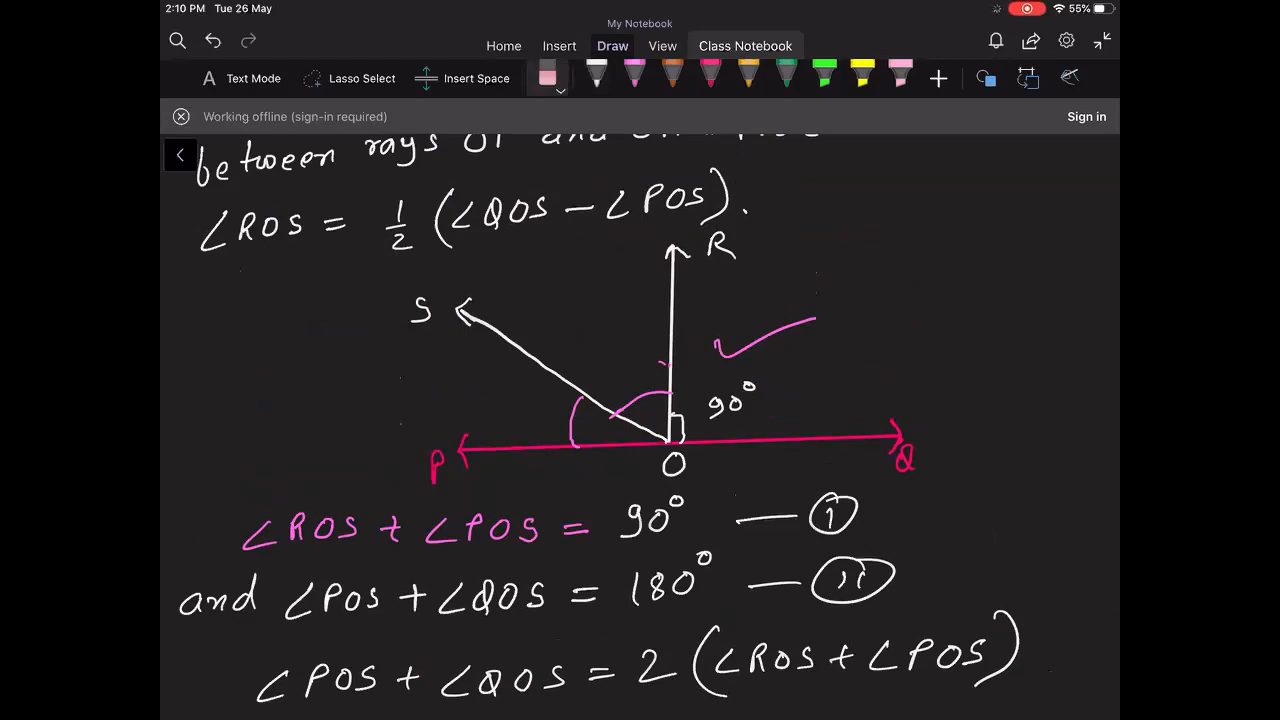 2:10 PM Tue 26 May 55%
My Notebook
Home Insert Draw View Class Notebook
Text Mode Lasso Select Insert Space
Working offline (sign-in required) Sign in
between rays
∠ROS = 1/2 (∠QOS – ∠POS).
R
S
90°
P
Q
O
∠ROS + ∠POS = 90° — (i)
and ∠POS + ∠QOS = 180° — (ii)
∠POS + ∠QOS = 2 (∠ROS + ∠POS)